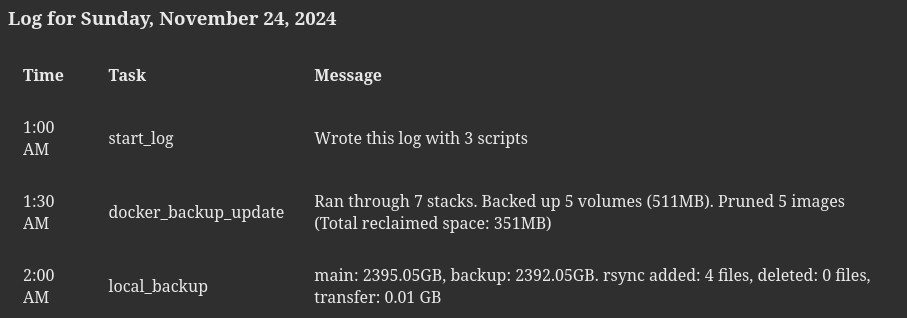 Log for Sunday, November 24, 2024
Time Task Message
1:00 AM start_log Wrote this log with 3 scripts
1:30 AM docker_backup_update Ran through 7 stacks. Backed up 5 volumes (511MB). Pruned 5 images
(Total reclaimed space: 351MB)
2:00 AM local_backup main: 2395.05GB, backup: 2392.05GB. rsync added: 4 files, deleted: 0 files,
transfer: 0.01 GB